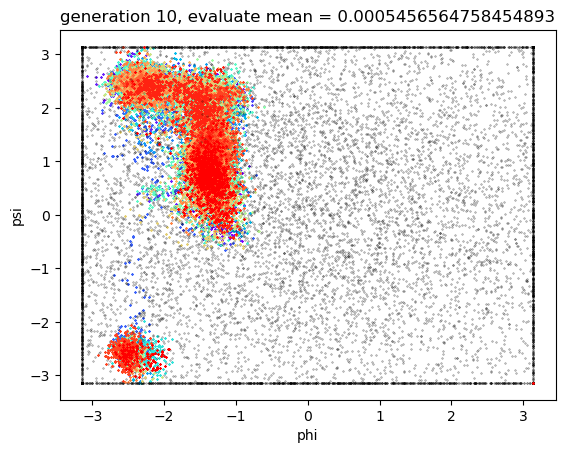 generation 10, evaluate mean = 0.0005456564758454893
3
2
1
0
−1
−2
−3
psi
−3 −2 −1 0 1 2 3
phi